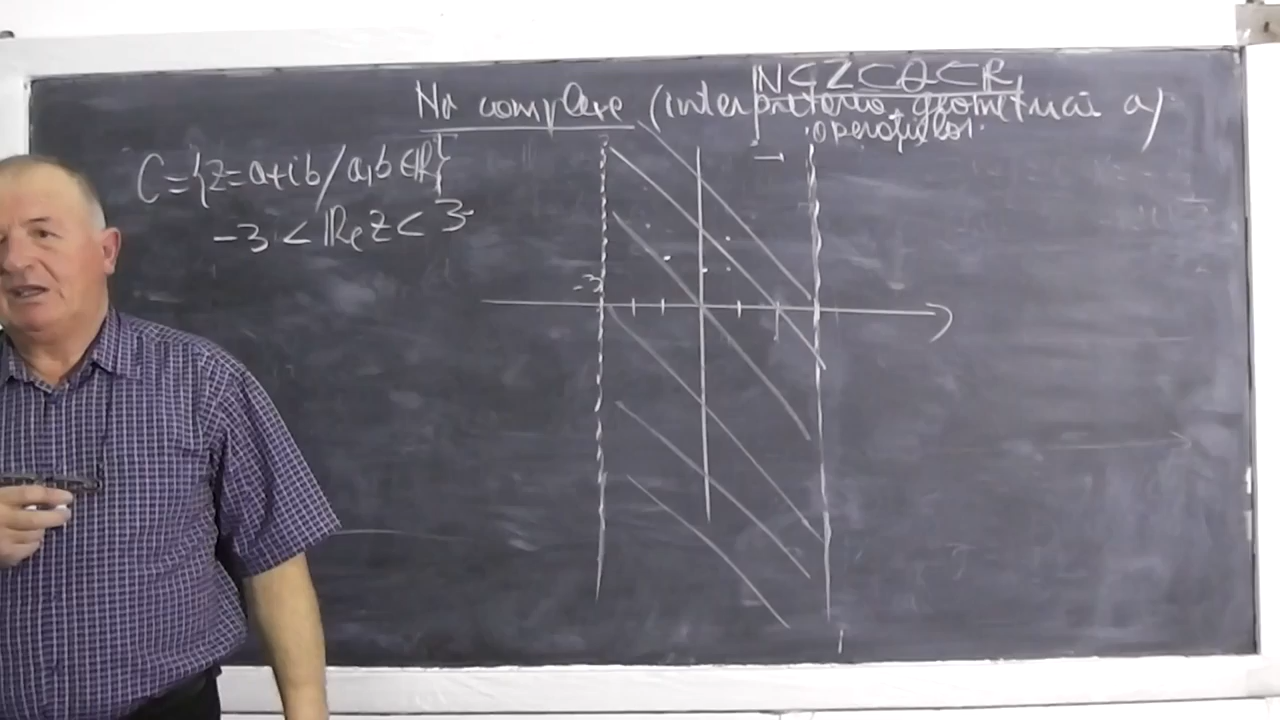 N⊂Z⊂Q⊂R
Nr complexe (interpretarea geometrică a
operațiilor)
C={z=a+ib/a,b∈R}
-3<Re z<3
-3